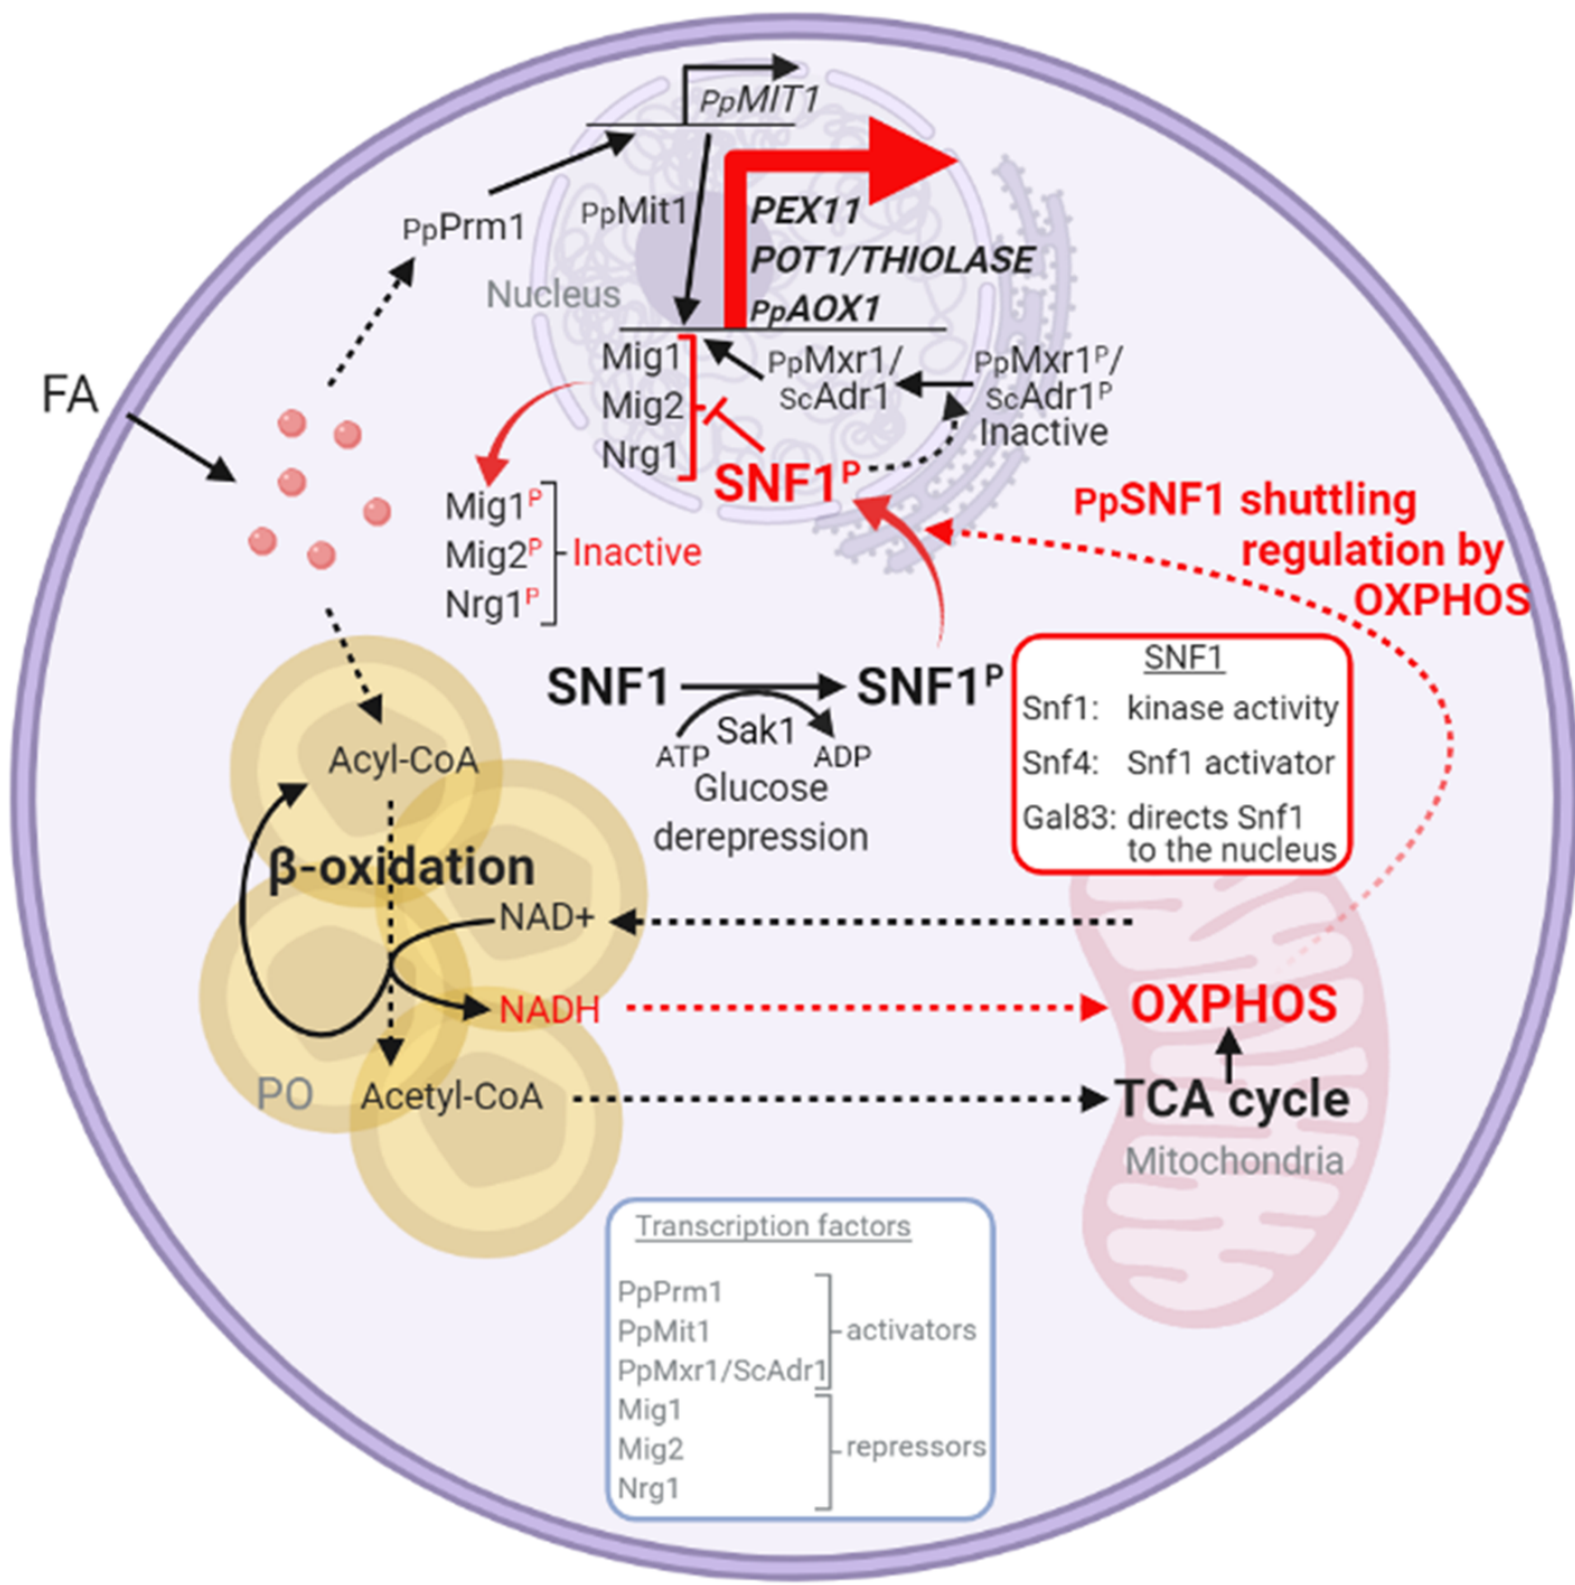 PpMIT1
PpPrm1
PpMit1
PEX11
POT1/THIOLASE
PpAOX1
Nucleus
Mig1
Mig2
Nrg1
PpMxr1/
ScAdr1
PpMxr1P/
ScAdr1P
Inactive
FA
SNF1P
Mig1P
Mig2P
Nrg1P
Inactive
PpSNF1 shuttling
regulation by
OXPHOS
SNF1
SNF1P
Sak1
ATP
ADP
Glucose
derepression
SNF1
Snf1: kinase activity
Snf4: Snf1 activator
Gal83: directs Snf1
to the nucleus
Acyl-CoA
β-oxidation
NAD+
NADH
OXPHOS
PO
Acetyl-CoA
TCA cycle
Mitochondria
Transcription factors
PpPrm1
PpMit1
PpMxr1/ScAdr1
activators
Mig1
Mig2
Nrg1
repressors